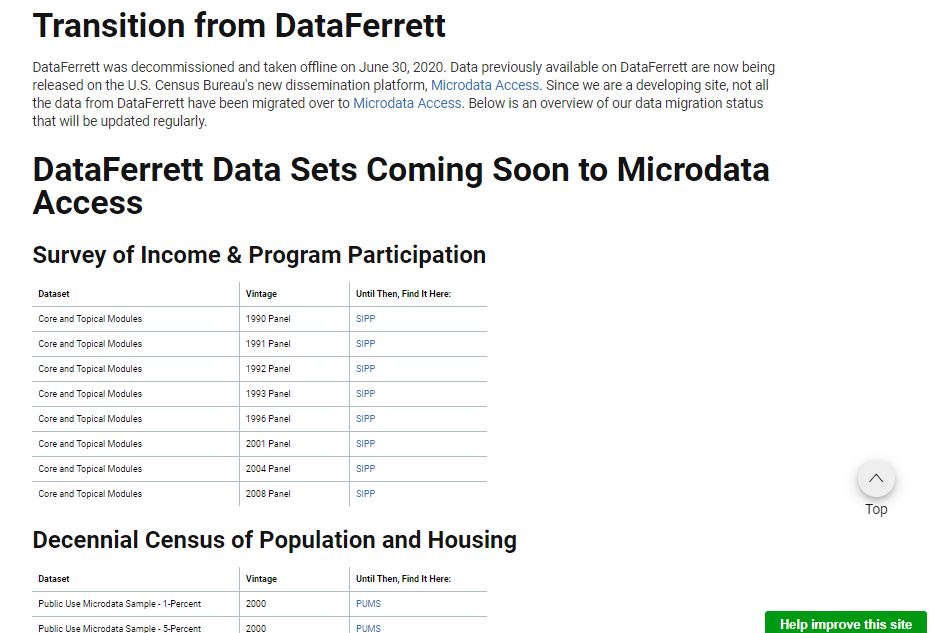 Transition from DataFerrett
DataFerrett was decommissioned and taken offline on June 30, 2020. Data previously available on DataFerrett are now being
released on the U.S. Census Bureau's new dissemination platform, Microdata Access. Since we are a developing site, not all
the data from DataFerrett have been migrated over to Microdata Access. Below is an overview of our data migration status
that will be updated regularly.
DataFerrett Data Sets Coming Soon to Microdata
Access
Survey of Income & Program Participation
Dataset Vintage Until Then, Find It Here:
Core and Topical Modules 1990 Panel SIPP
Core and Topical Modules 1991 Panel SIPP
Core and Topical Modules 1992 Panel SIPP
Core and Topical Modules 1993 Panel SIPP
Core and Topical Modules 1996 Panel SIPP
Core and Topical Modules 2001 Panel SIPP
Core and Topical Modules 2004 Panel SIPP
Core and Topical Modules 2008 Panel SIPP
Top
Decennial Census of Population and Housing
Dataset Vintage Until Then, Find It Here:
Public Use Microdata Sample - 1-Percent 2000 PUMS
Public Use Microdata Sample - 5-Percent 2000 PUMS
Help improve this site